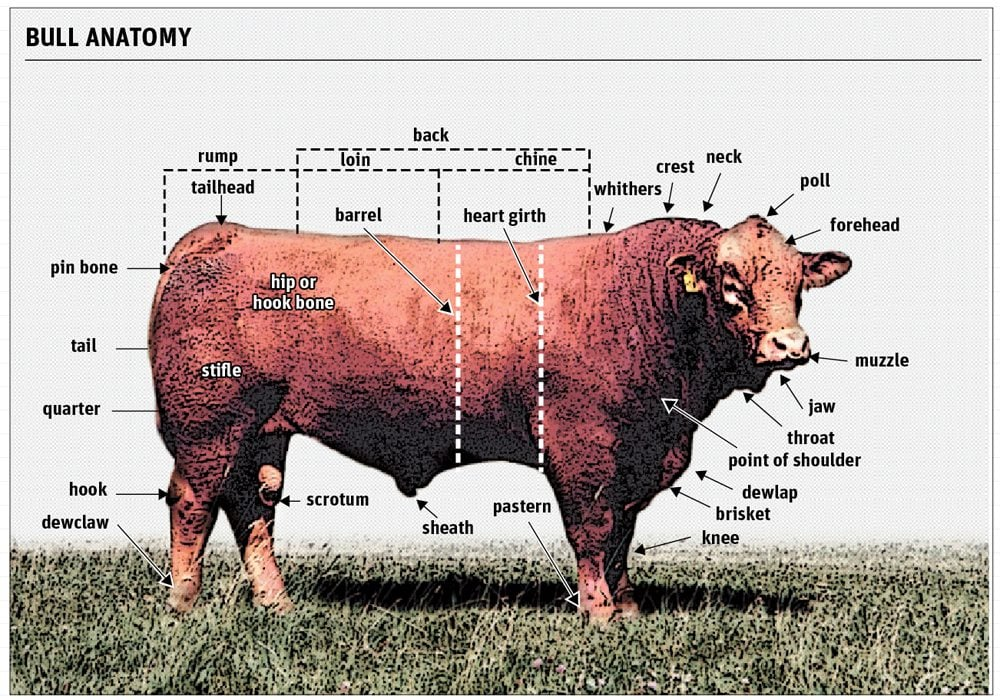 BULL ANATOMY
back
rump
loin
chine
tailhead
whithers
crest
neck
poll
barrel
heart girth
forehead
pin bone
hip or
hook bone
tail
stifle
muzzle
quarter
jaw
throat
point of shoulder
hook
scrotum
dewlap
pastern
brisket
dewclaw
sheath
knee